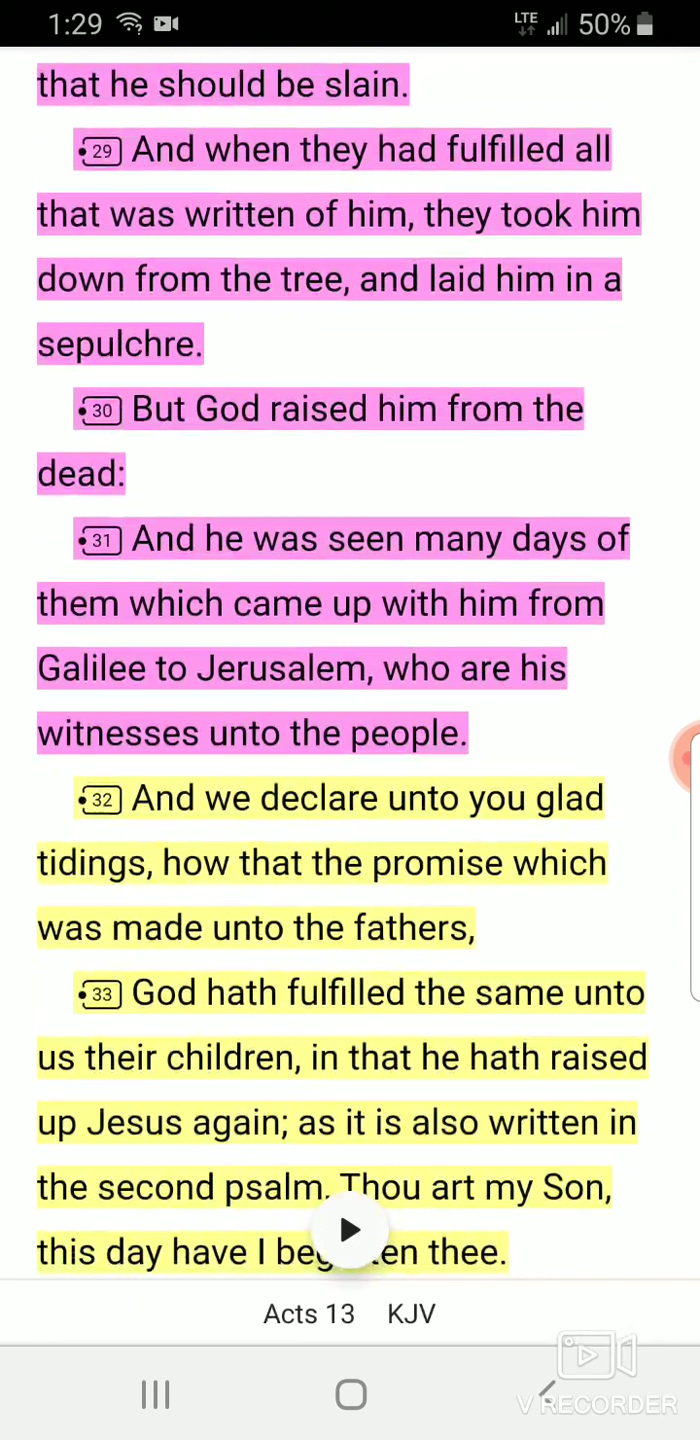 1:29
LTE
50%
that he should be slain.
29 And when they had fulfilled all
that was written of him, they took him
down from the tree, and laid him in a
sepulchre.
30 But God raised him from the
dead:
31 And he was seen many days of
them which came up with him from
Galilee to Jerusalem, who are his
witnesses unto the people.
32 And we declare unto you glad
tidings, how that the promise which
was made unto the fathers,
33 God hath fulfilled the same unto
us their children, in that he hath raised
up Jesus again; as it is also written in
the second psalm, Thou art my Son,
this day have I thee.
Acts 13 KJV
V RECORDER